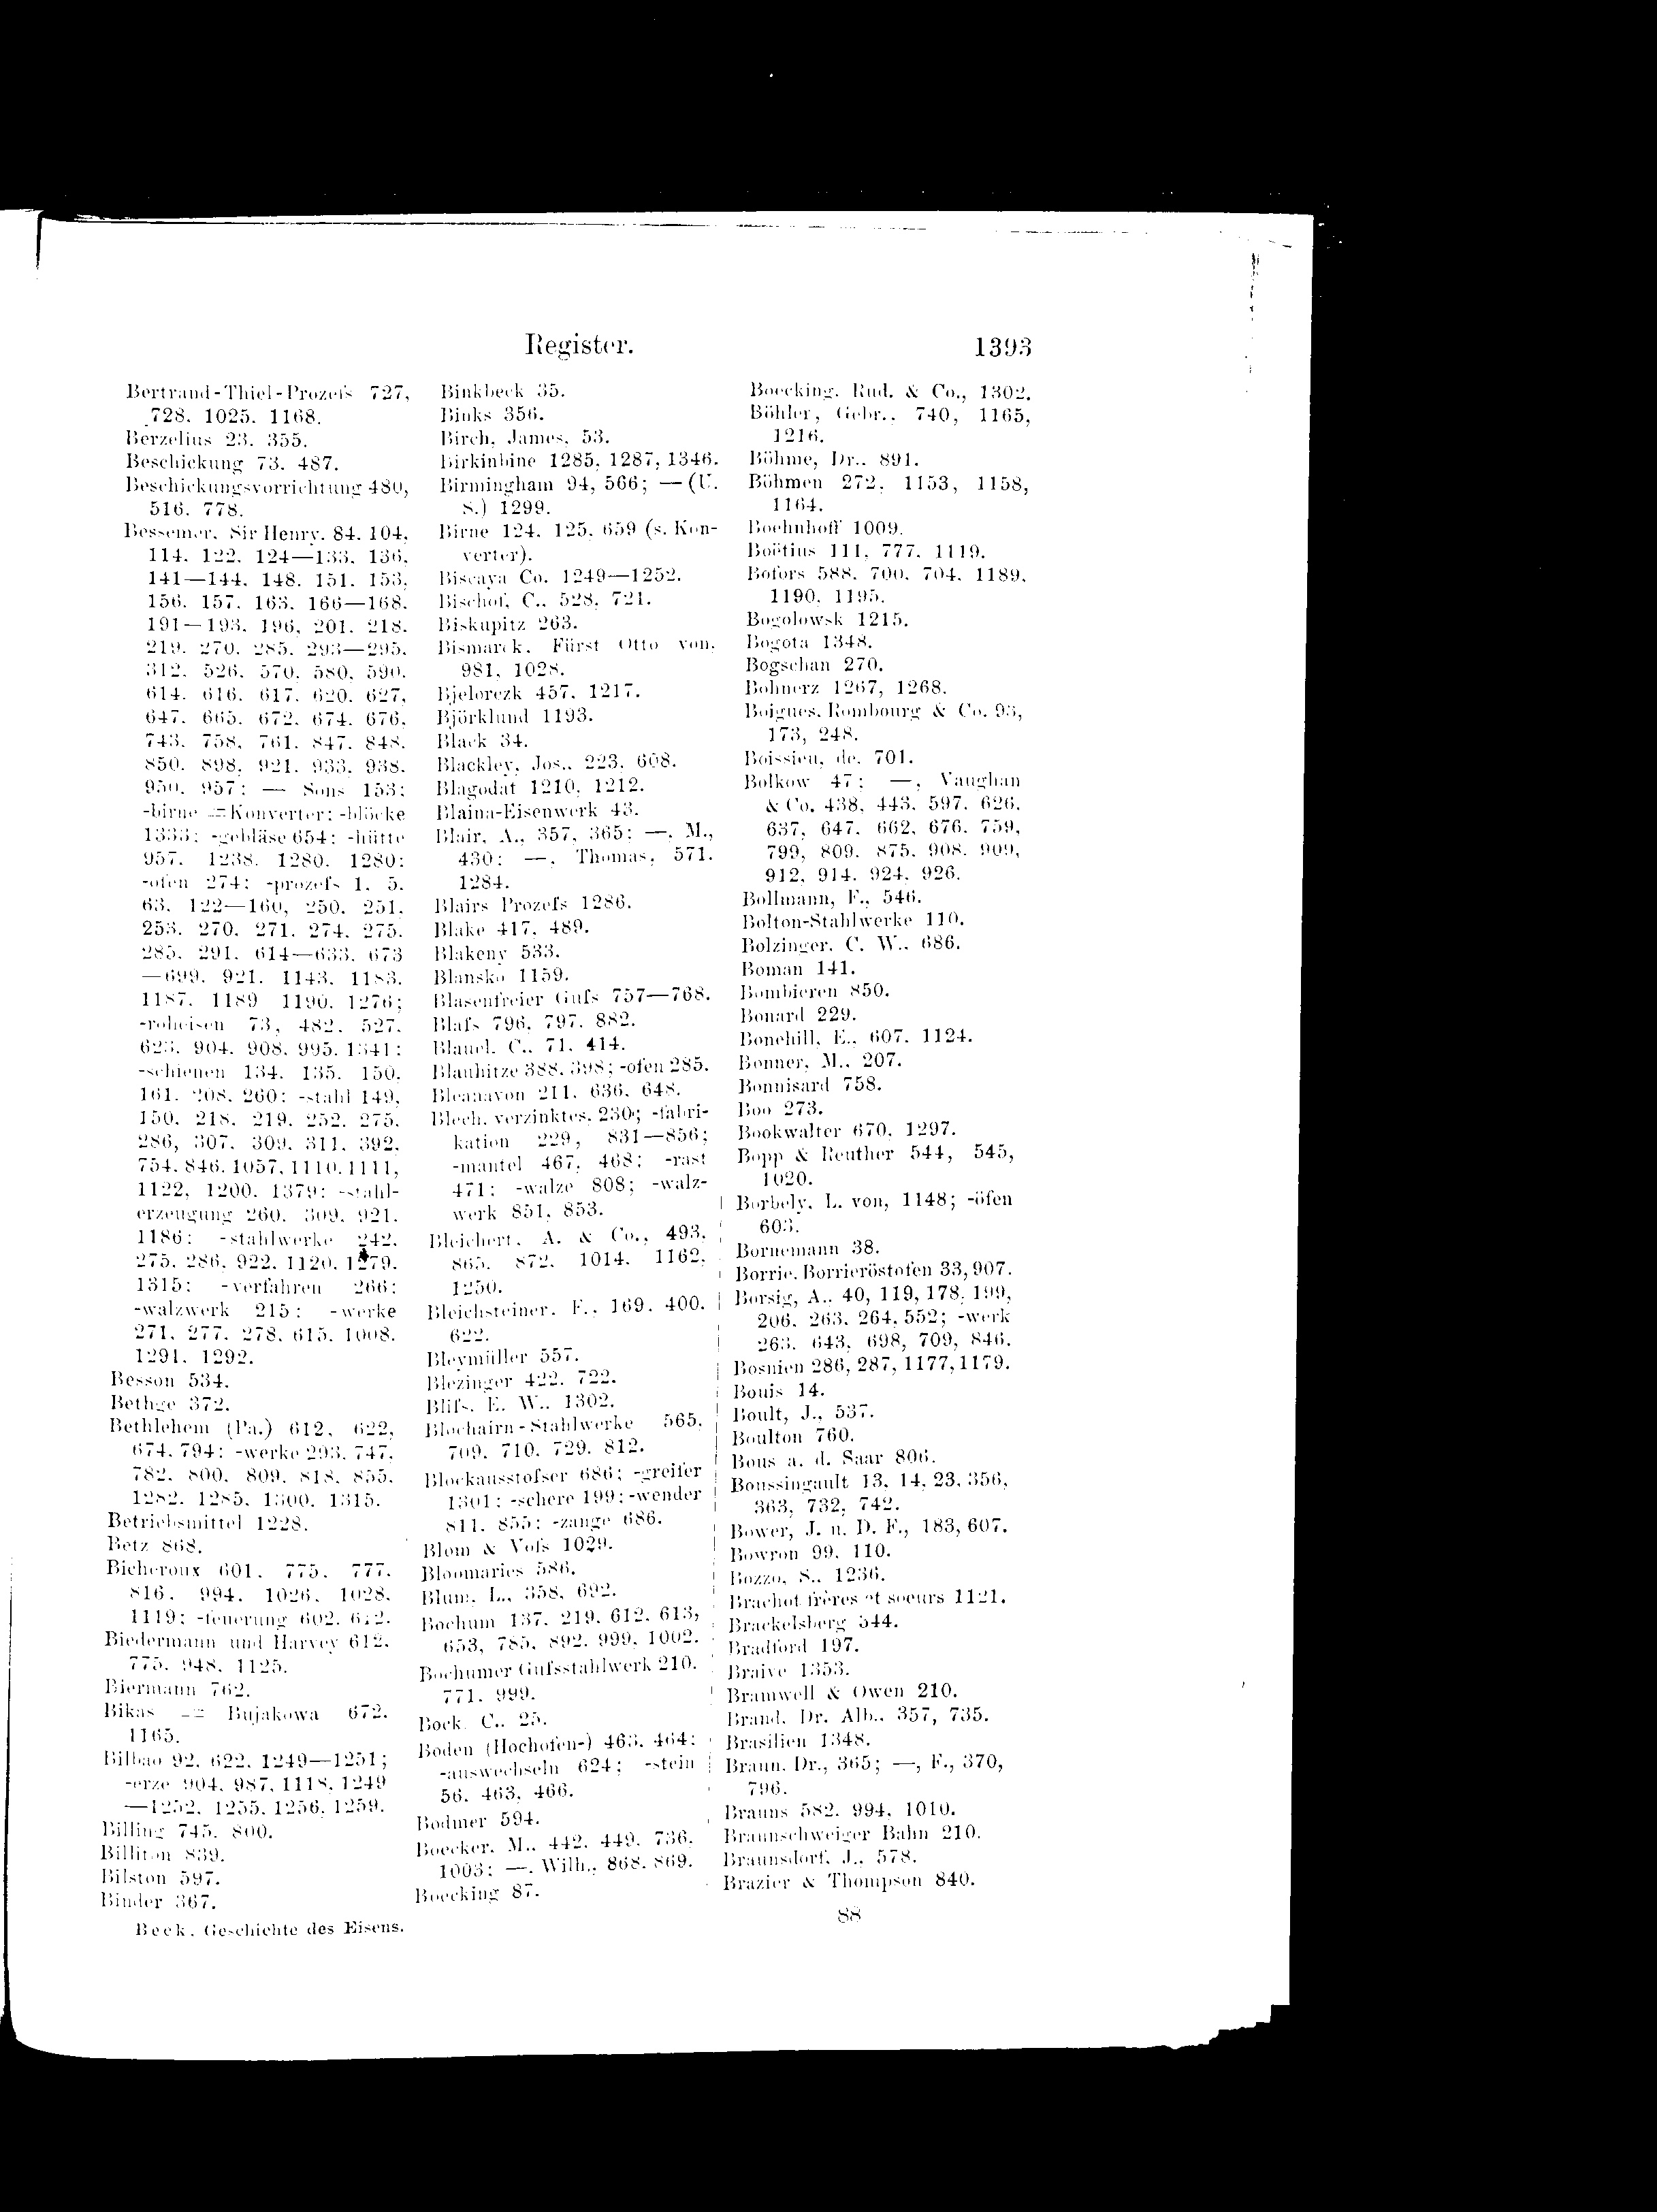 Register.
1393
Bertrand-Thiel-Prozeſs 727,
728. 1025. 1168.
Berzelius 23. 355.
Beschickung 73. 487.
Beschickungsvorrichtung 480,
516. 778.
Bessemer, Sir Henry, 84. 104.
114. 122. 124—133. 136.
141—144. 148. 151. 153.
156. 157. 163. 166—168.
191—193. 196, 201. 218.
219. 270. 285. 293—295.
312. 526. 570. 580. 590.
614. 616. 617. 620. 627.
647. 665. 672. 674. 676.
743. 758. 761. 847. 848.
850. 898. 921. 933. 938.
950. 957; — Sons 153;
-birne = Konverter; -blöcke
1333; -gebläse 654; -hütte
957. 1238. 1280. 1280;
-ofen 274; -prozeſs 1. 5.
63. 122—160, 250. 251.
253. 270. 271. 274. 275.
285. 291. 614—633. 673
—699. 921. 1143. 1183.
1187. 1189 1190. 1276;
-roheisen 73, 482. 527.
623. 904. 908. 995. 1341;
-schienen 134. 135. 150.
161. 208. 260; -stahl 149,
150. 218. 219. 252. 275.
286, 307. 309. 311. 392.
754. 846. 1057, 1110. 1111,
1122, 1200. 1379; -stahl-
erzeugung 260. 309. 921.
1186; -stahlwerke 242.
275. 286. 922. 1120. 1279.
1315; -verfahren 266;
-walzwerk 215; -werke
271. 277. 278. 615. 1008.
1291. 1292.
Besson 534.
Bethge 372.
Bethlehem (Pa.) 612. 622,
674. 794; -werke 293. 747.
782. 800. 809. 818. 855.
1282. 1285. 1300. 1315.
Betriebsmittel 1228.
Betz 868.
Bicheroux 601. 775. 777.
816. 994. 1026. 1028.
1119; -feuerung 602. 612.
Biedermann und Harvey 612.
775. 948. 1125.
Biermann 762.
Bikas = Bujakowa 672.
1165.
Bilbao 92. 622. 1249—1251;
-erze 904. 987. 1118. 1249
—1252. 1255. 1256. 1259.
Billing 745. 800.
Billiton 839.
Bilston 597.
Binder 367.
Beck, Geschichte des Eisens.
Binkbeck 35.
Binks 356.
Birch, James, 53.
Birkinbine 1285, 1287, 1346.
Birmingham 94, 566; — (U.
S.) 1299.
Birne 124. 125. 659 (s. Kon-
verter).
Biscaya Co. 1249—1252.
Bischof, C., 528, 721.
Biskupitz 263.
Bismarck, Fürst Otto von,
981, 1028.
Bjelorezk 457. 1217.
Björklund 1193.
Black 34.
Blackley, Jos., 223, 608.
Blagodat 1210, 1212.
Blaina-Eisenwerk 43.
Blair, A., 357, 365; —, M.,
430; —, Thomas, 571.
1284.
Blairs Prozeſs 1286.
Blake 417. 489.
Blakeny 533.
Blansko 1159.
Blasenfreier Guſs 757—768.
Blaſs 796. 797. 882.
Blauel, C., 71. 414.
Blauhitze 388. 398; -ofen 285.
Bleanavon 211. 636. 648.
Blech, verzinktes, 230; -fabri-
kation 229, 831—856;
-mantel 467, 468; -rast
471; -walze 808; -walz-
werk 851. 853.
Bleichert, A. & Co., 493.
865. 872. 1014. 1162.
1250.
Bleichsteiner, F., 169. 400.
622.
Bleymüller 557.
Blezinger 422. 722.
Bliſs, E. W., 1302.
Blochairn-Stahlwerke 565.
709. 710. 729. 812.
Blockausstoſser 686; -greifer
1301; -schere 199; -wender
811. 855; -zange 686.
Blom & Voſs 1029.
Bloomaries 586.
Blum, L., 358. 692.
Bochum 137. 219. 612. 613,
653, 785. 892. 999. 1002.
Bochumer Guſsstahlwerk 210.
771. 999.
Bock, C., 25.
Boden (Hochofen-) 463. 464;
-auswechseln 624; -stein
56. 463, 466.
Bodmer 594.
Boecker, M., 442. 449. 736.
1003; —, Wilh., 868. 869.
Boecking 87.
Boecking, Rud. & Co., 1302.
Böhler, Gebr., 740, 1165,
1216.
Böhme, Dr., 891.
Böhmen 272, 1153, 1158,
1164.
Boehnhoff 1009.
Boëtius 111, 777. 1119.
Bofors 588. 700. 704. 1189.
1190. 1195.
Bogolowsk 1215.
Bogota 1348.
Bogschan 270.
Bohnerz 1267, 1268.
Boigues, Rombourg & Co. 93,
173, 248.
Boissieu, de, 701.
Bolkow 47; —, Vaughan
& Co. 438, 443. 597. 626.
637, 647. 662, 676. 759,
799, 809. 875. 908. 909,
912, 914. 924, 926.
Bollmann, F., 546.
Bolton-Stahlwerke 110.
Bolzinger, C. W., 686.
Boman 141.
Bombieren 850.
Bonard 229.
Bonehill, E., 607. 1124.
Bonner, M., 207.
Bonnisard 758.
Boo 273.
Bookwalter 670. 1297.
Bopp & Reuther 544, 545,
1020.
Borbely, L. von, 1148; -öfen
603.
Bornemann 38.
Borrie, Borrieröstofen 33, 907.
Borsig, A., 40, 119, 178, 199,
206. 263. 264. 552; -werk
263. 643, 698, 709, 846.
Bosnien 286, 287, 1177, 1179.
Bouis 14.
Boult, J., 537.
Boulton 760.
Bous a. d. Saar 806.
Boussingault 13, 14, 23, 356,
363, 732, 742.
Bower, J. u. D. F., 183, 607.
Bowron 99, 110.
Bozzo, S., 1236.
Brachot frères et soeurs 1121.
Brackelsberg 544.
Bradford 197.
Braive 1353.
Bramwell & Owen 210.
Brand, Dr. Alb., 357, 735.
Brasilien 1348.
Braun, Dr., 365; —, F., 370,
796.
Brauns 582. 994. 1010.
Braunschweiger Bahn 210.
Braunsdorf, J., 578.
Brazier & Thompson 840.
88